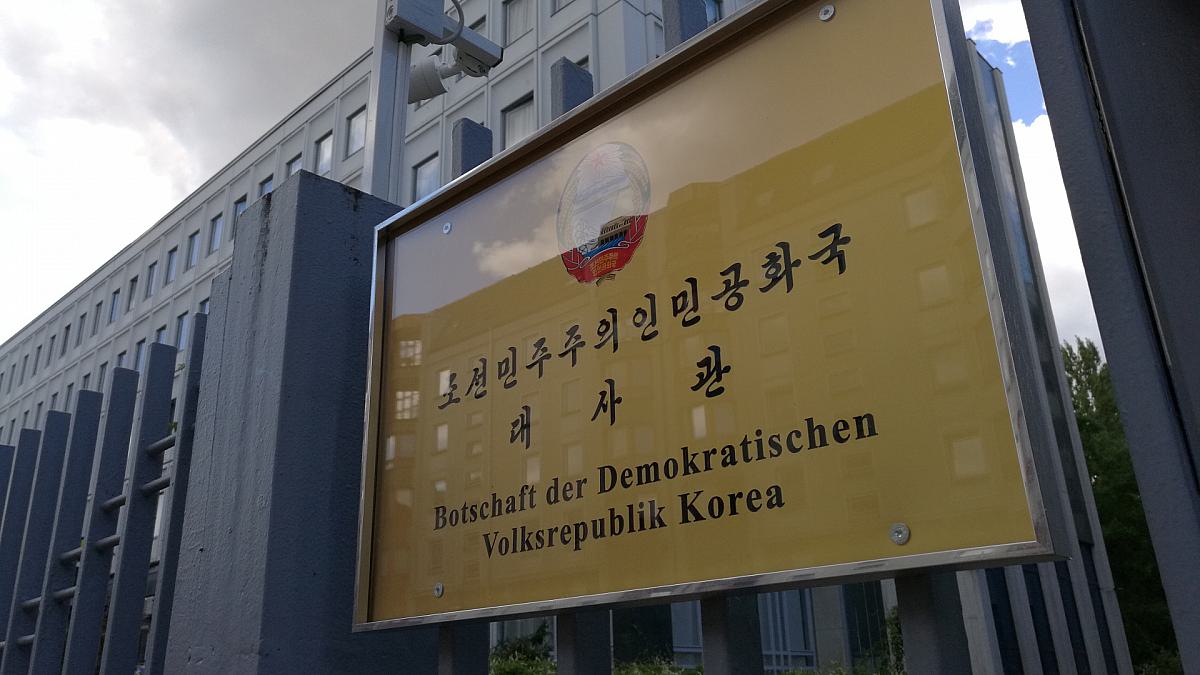 조선민주주의인민공화국
대사관
Botschaft der Demokratischen
Volksrepublik Korea